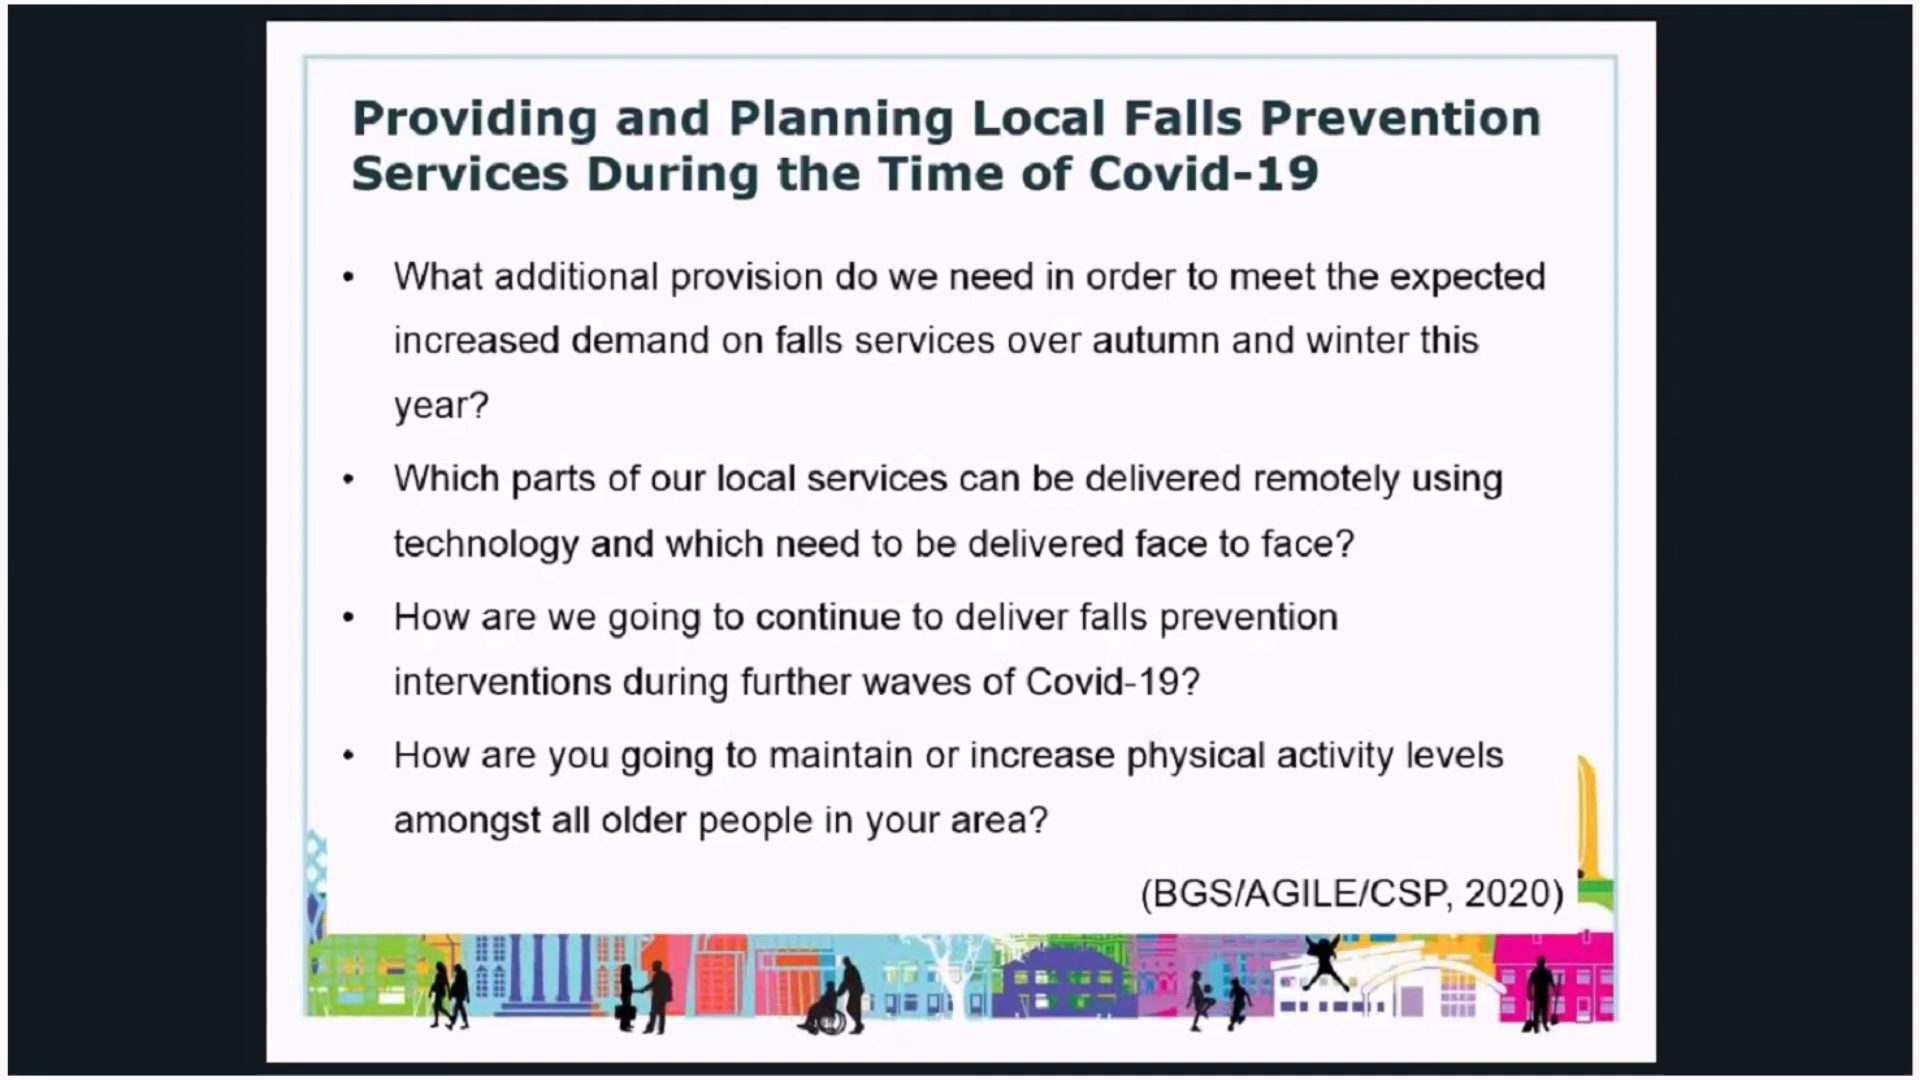 Providing and Planning Local Falls Prevention
Services During the Time of Covid-19
• What additional provision do we need in order to meet the expected
increased demand on falls services over autumn and winter this
year?
• Which parts of our local services can be delivered remotely using
technology and which need to be delivered face to face?
• How are we going to continue to deliver falls prevention
interventions during further waves of Covid-19?
• How are you going to maintain or increase physical activity levels
amongst all older people in your area?
(BGS/AGILE/CSP, 2020)